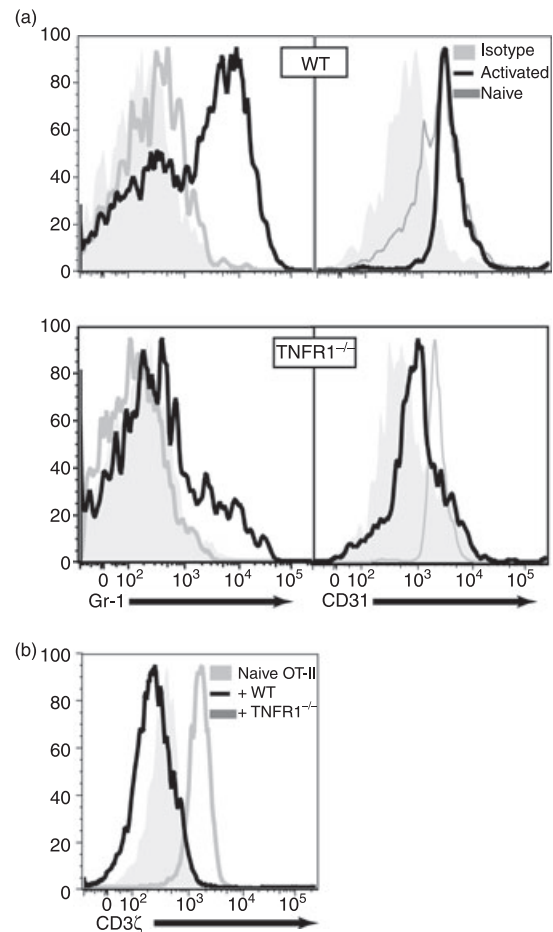 (a)
100
80
60
40
20
0
WT
Isotype
Activated
Naive
100
80
60
40
20
0
TNFR1⁻/⁻
0 10² 10³ 10⁴ 10⁵
Gr-1
0 10² 10³ 10⁴ 10⁵
CD31
(b)
100
80
60
40
20
0
Naive OT-II
+ WT
+ TNFR1⁻/⁻
0 10² 10³ 10⁴ 10⁵
CD3ζ